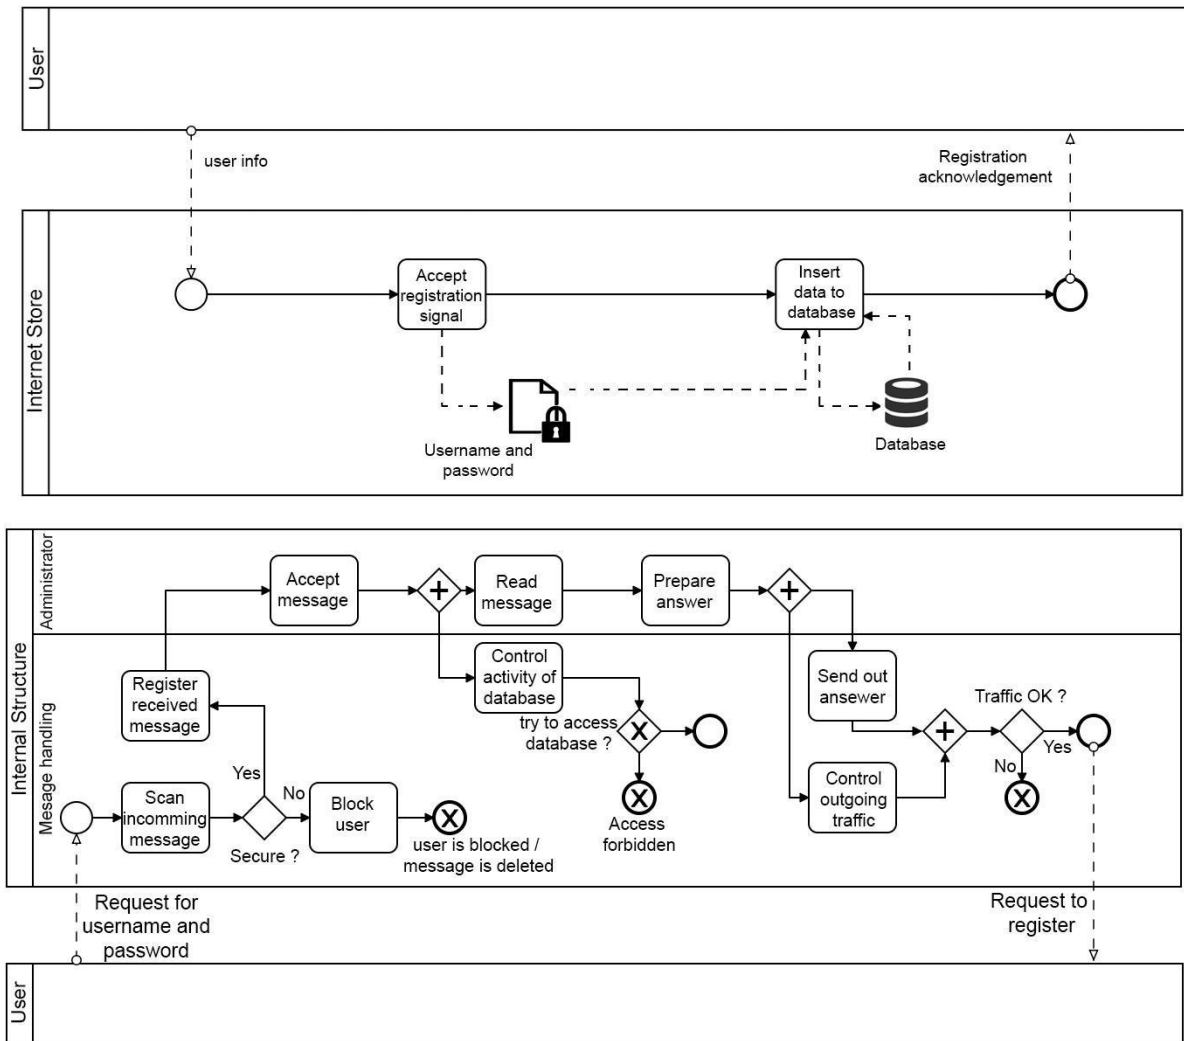 User
user info
Registration
acknowledgement
Internet Store
Accept
registration
signal
Insert
data to
database
Username and
password
Database
Internal Structure
Administrator
Accept
message
Read
message
Prepare
answer
Mesage handling
Register
received
message
Control
activity of
database
try to access
database ?
Send out
ansewer
Traffic OK ?
Yes
No
Yes
No
Scan
incomming
message
Secure ?
Block
user
user is blocked /
message is deleted
Access
forbidden
Control
outgoing
traffic
Request for
username and
password
Request to
register
User